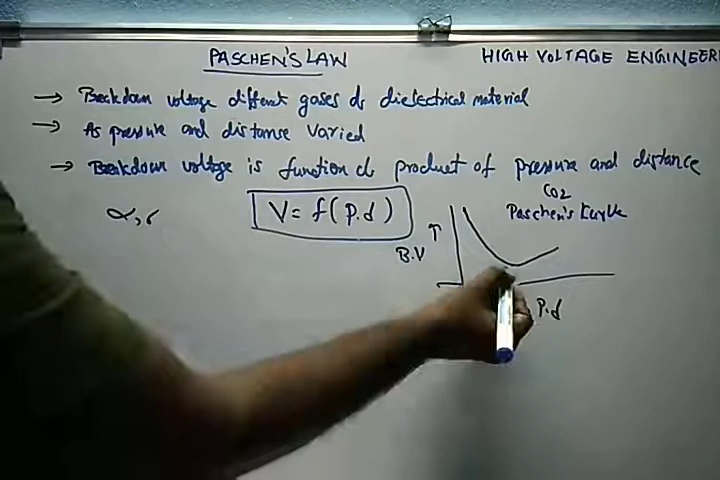 PASCHEN'S LAW
HIGH VOLTAGE ENGINEER
→ Breakdown voltage different gases & dielectrical material
→ As pressure and distanse varied
→ Breakdown voltage is function & product of pressure and distance
V = f(p.d)
CO2
Paschen's Curve
B.V ↑
P.d